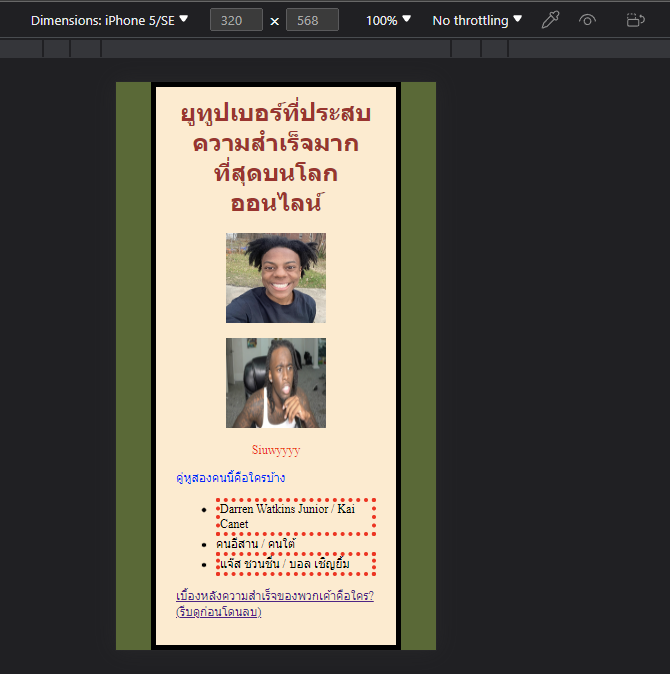 Dimensions: iPhone 5/SE 320 × 568 100% No throttling
ยูทูปเบอร์ที่ประสบ
ความสำเร็จมาก
ที่สุดบนโลก
ออนไลน์
Siuwyyyy
คู่หูสองคนนี้คือใครบ้าง
Darren Watkins Junior / Kai
Canet
คนอีสาน / คนใต้
แจ๊ส ชวนชื่น / บอล เชิญยิ้ม
เบื้องหลังความสำเร็จของพวกเค้าคือใคร?
(รีบดูก่อนโดนลบ)